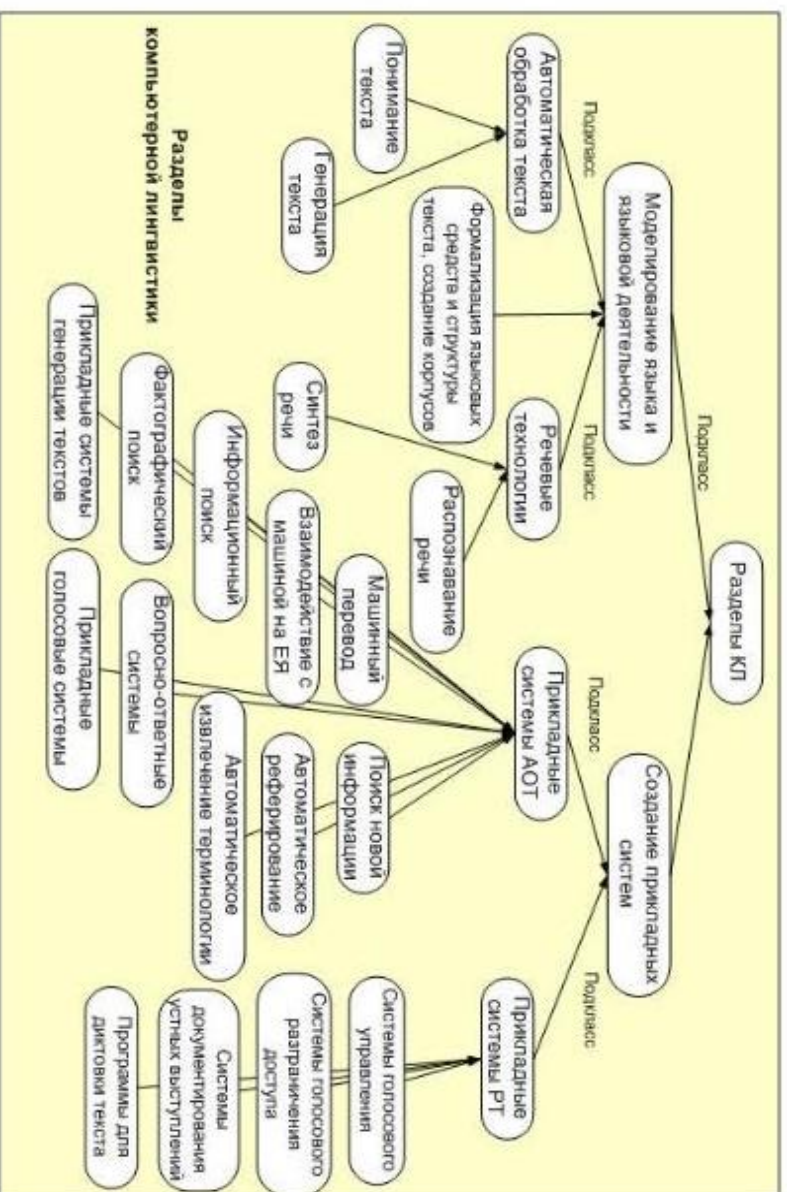 Разделы КЛ
Подкласс
Моделирование языка и
языковой деятельности
Создание прикладных
систем
Подкласс
Подкласс
Подкласс
Подкласс
Автоматическая
обработка текста
Речевые
технологии
Прикладные
системы АОТ
Прикладные
системы РТ
Формализация языковых
средств и структуры
текста, создание корпусов
Понимание
текста
Генерация
текста
Распознавание
речи
Синтез
речи
Машинный
перевод
Поиск новой
информации
Системы голосового
управления
Взаимодействие с
машиной на ЕЯ
Автоматическое
реферирование
Системы голосового
разграничения
доступа
Информационный
поиск
Автоматическое
извлечение терминологии
Системы
документирования
устных выступлений
Фактографический
поиск
Вопросно-ответные
системы
Программы для
диктовки текста
Прикладные системы
генерации текстов
Прикладные
голосовые системы
Разделы
компьютерной лингвистики